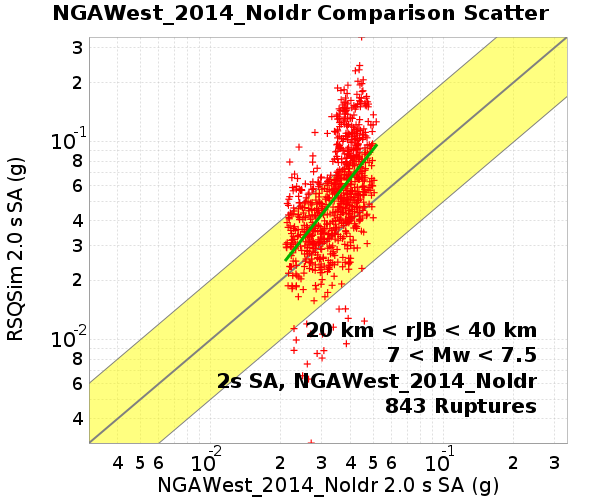 NGAWest_2014_NoIdr Comparison Scatter
RSQSim 2.0 s SA (g)
3
2
10-1
8
6
4
3
2
10-2
8
6
4
20 km < rJB < 40 km
7 < Mw < 7.5
2s SA, NGAWest_2014_NoIdr
843 Ruptures
4 5 6 10-2 2 3 4 5 6 10-1 2 3
NGAWest_2014_NoIdr 2.0 s SA (g)